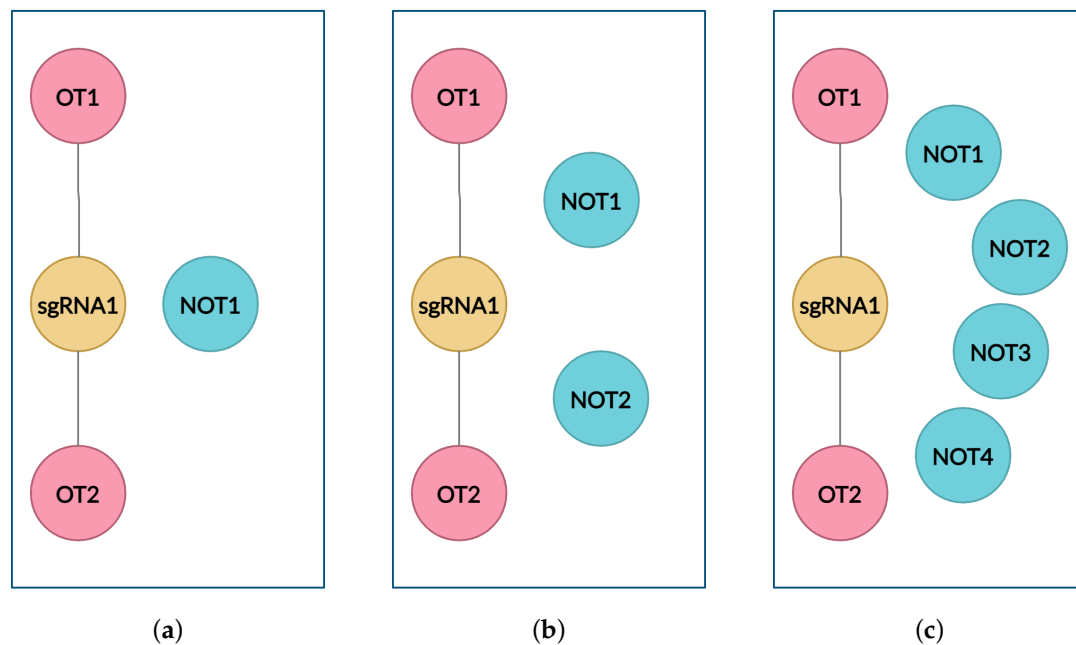 OT1
sgRNA1
NOT1
OT2
(a)
OT1
NOT1
sgRNA1
NOT2
OT2
(b)
OT1
NOT1
NOT2
sgRNA1
NOT3
NOT4
OT2
(c)